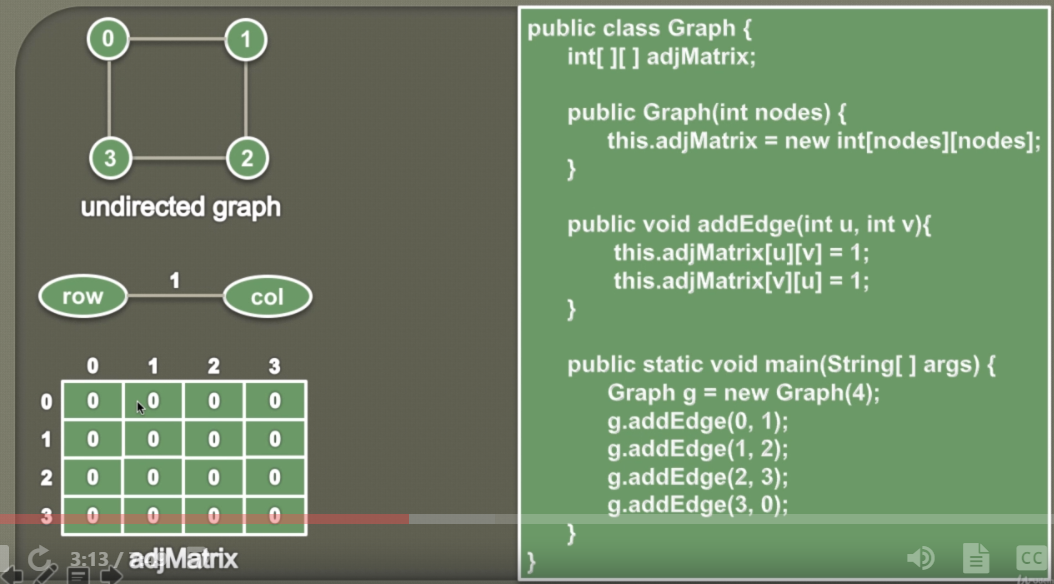 0 1
3 2
undirected graph
row 1 col
0 1 2 3
0 0 0 0 0
1 0 0 0 0
2 0 0 0 0
3 0 0 0 0
adjMatrix
3:13 /
CC
public class Graph {
int[ ][ ] adjMatrix;
public Graph(int nodes) {
this.adjMatrix = new int[nodes][nodes];
}
public void addEdge(int u, int v){
this.adjMatrix[u][v] = 1;
this.adjMatrix[v][u] = 1;
}
public static void main(String[ ] args) {
Graph g = new Graph(4);
g.addEdge(0, 1);
g.addEdge(1, 2);
g.addEdge(2, 3);
g.addEdge(3, 0);
}
}